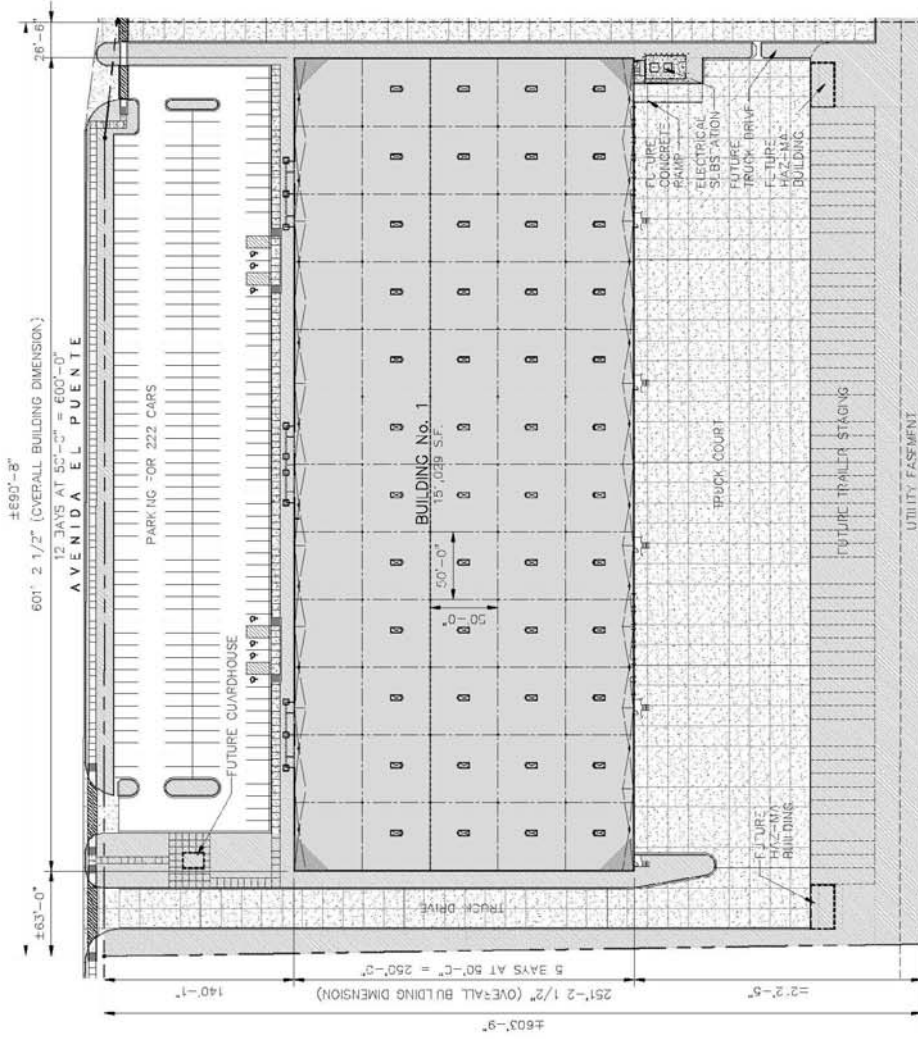 ±690'-8"
601' 2 1/2" (OVERALL BUILDING DIMENSION)
12 BAYS AT 50'-0" = 600'-0"
26'-6"
±63'-0"
AVENIDA EL PUENTE
PARKING FOR 222 CARS
FUTURE GUARDHOUSE
BUILDING No. 1
S.F.
50'-0"
50'-0"
FUTURE
CONCRETE
RAMP
ELECTRICAL
SUBSTATION
FUTURE
TRUCK DRIVE
FUTURE
HAZ-MA
BUILDING
TRUCK COURT
TRUCK DRIVE
FUTURE
HAZ-MA
BUILDING
FUTURE TRAILER STAGING
UTILITY EASEMENT
140'-1"
251'-2 1/2" (OVERALL BUILDING DIMENSION)
5 BAYS AT 50'-0" = 250'-0"
±603'-9"